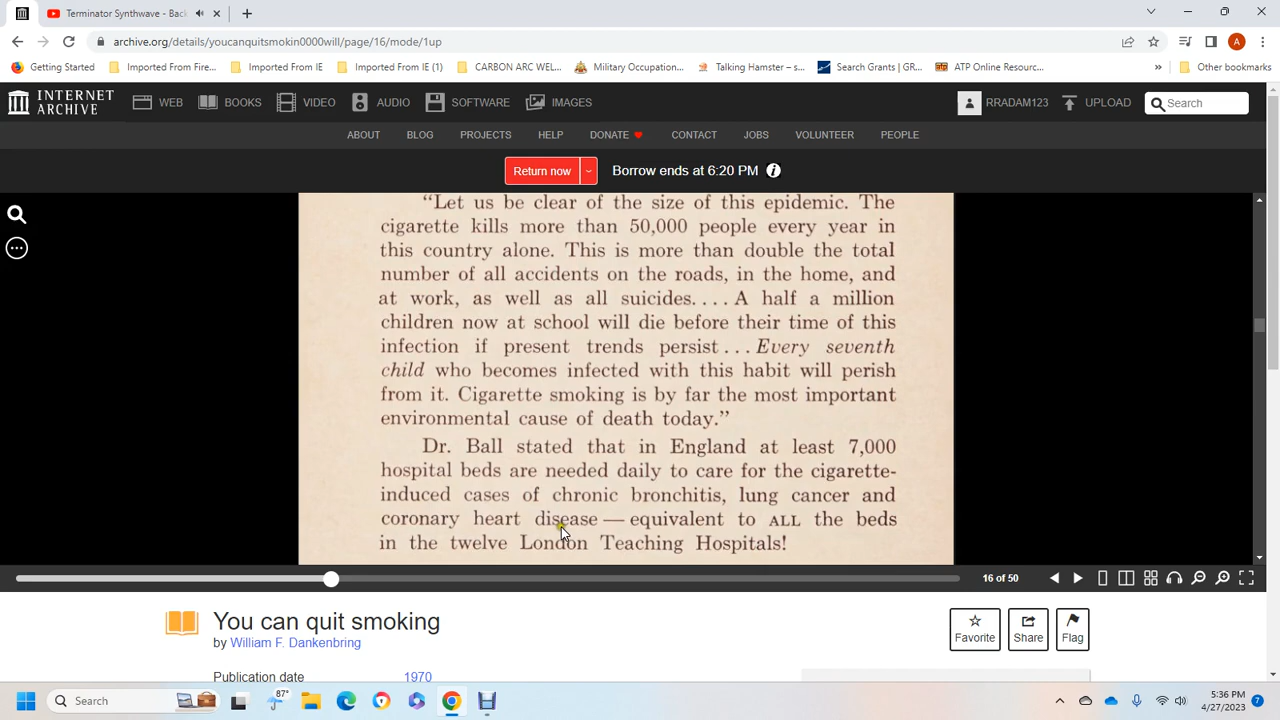 Terminator Synthwave - Bac
archive.org/details/youcanquitsmokin0000will/page/16/mode/1up
A
Getting Started
Imported From Fire...
Imported From IE
Imported From IE (1)
CARBON ARC WEL...
Military Occupation...
Talking Hamster – s...
Search Grants | GR...
ATP Online Resourc...
»
Other bookmarks
INTERNET
ARCHIVE
WEB
BOOKS
VIDEO
AUDIO
SOFTWARE
IMAGES
RRADAM123
UPLOAD
Search
ABOUT
BLOG
PROJECTS
HELP
DONATE
CONTACT
JOBS
VOLUNTEER
PEOPLE
Return now
Borrow ends at 6:20 PM
“Let us be clear of the size of this epidemic. The
cigarette kills more than 50,000 people every year in
this country alone. This is more than double the total
number of all accidents on the roads, in the home, and
at work, as well as all suicides. . . . A half a million
children now at school will die before their time of this
infection if present trends persist . . . Every seventh
child who becomes infected with this habit will perish
from it. Cigarette smoking is by far the most important
environmental cause of death today.”
Dr. Ball stated that in England at least 7,000
hospital beds are needed daily to care for the cigarette-
induced cases of chronic bronchitis, lung cancer and
coronary heart disease — equivalent to ALL the beds
in the twelve London Teaching Hospitals!
16 of 50
You can quit smoking
by William F. Dankenbring
Favorite
Share
Flag
Publication date
1970
Search
87°
5:36 PM
4/27/2023
7